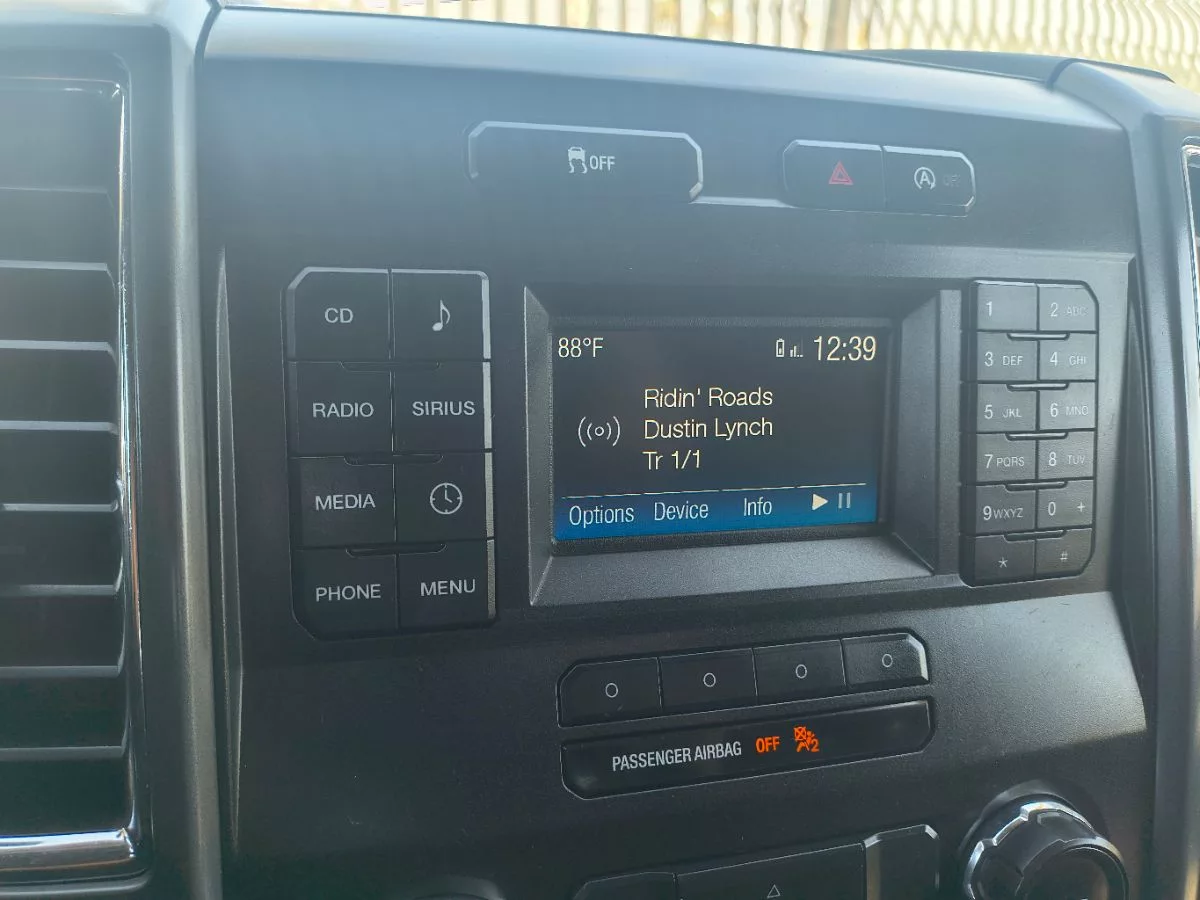 OFF
A OFF
CD
RADIO SIRIUS
MEDIA
PHONE MENU
88°F 12:39
Ridin' Roads
Dustin Lynch
Tr 1/1
Options Device Info
1 2 ABC
3 DEF 4 GHI
5 JKL 6 MNO
7 PQRS 8 TUV
9 WXYZ 0 +
* #
PASSENGER AIRBAG OFF 2